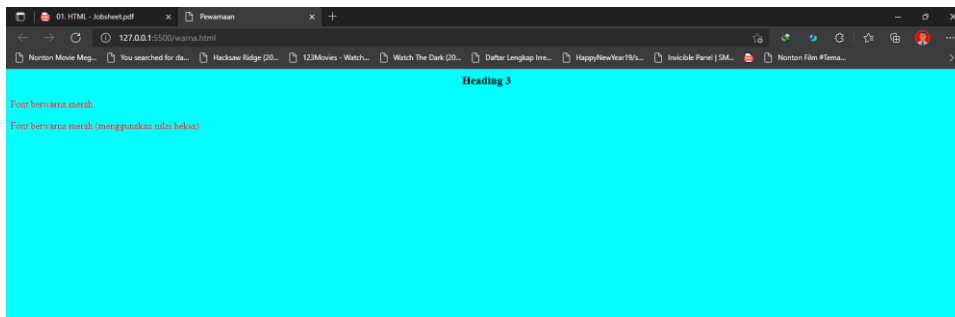 01. HTML - Jobsheet.pdf
Pewarnaan
127.0.0.1:5500/warna.html
Nonton Movie Meg...
You searched for da...
Hacksaw Ridge (20...
123Movies - Watch...
Watch The Dark (20...
Daftar Lengkap Irre...
HappyNewYear19/s...
Invicible Panel | SM...
Nonton Film #Tema...
Heading 3
Font berwarna merah
Font berwarna merah (menggunakan nilai heksa)